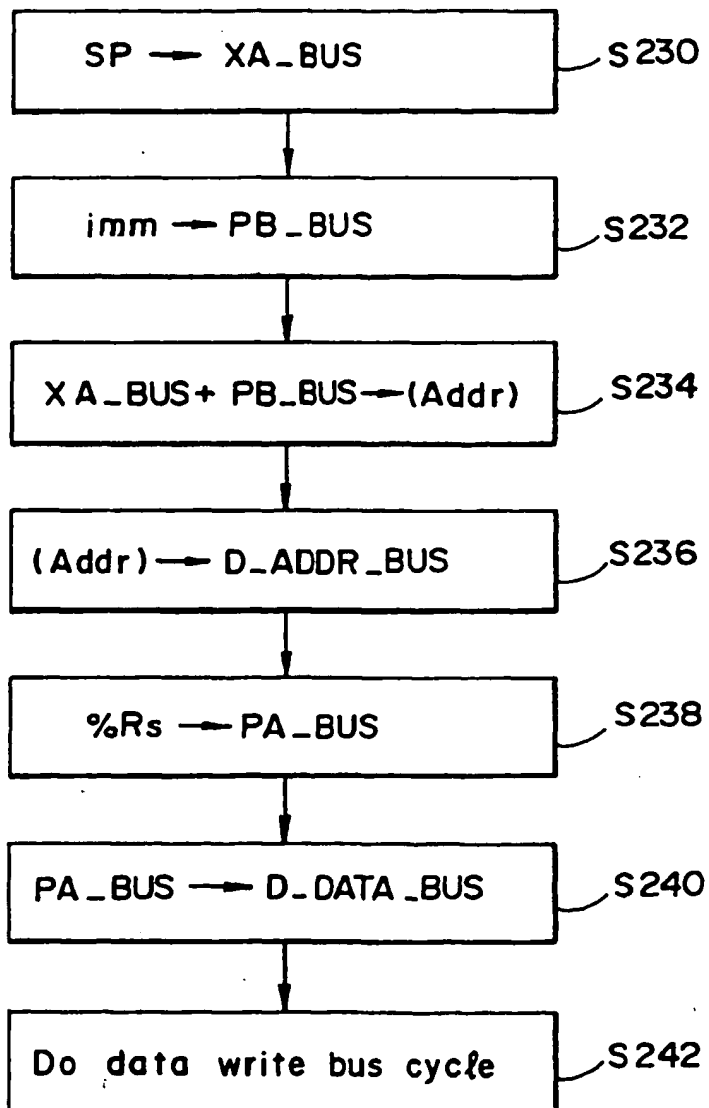 SP → XA_BUS S230
imm → PB_BUS S232
XA_BUS + PB_BUS → (Addr) S234
(Addr) → D_ADDR_BUS S236
%Rs → PA_BUS S238
PA_BUS → D_DATA_BUS S240
Do data write bus cycle S242